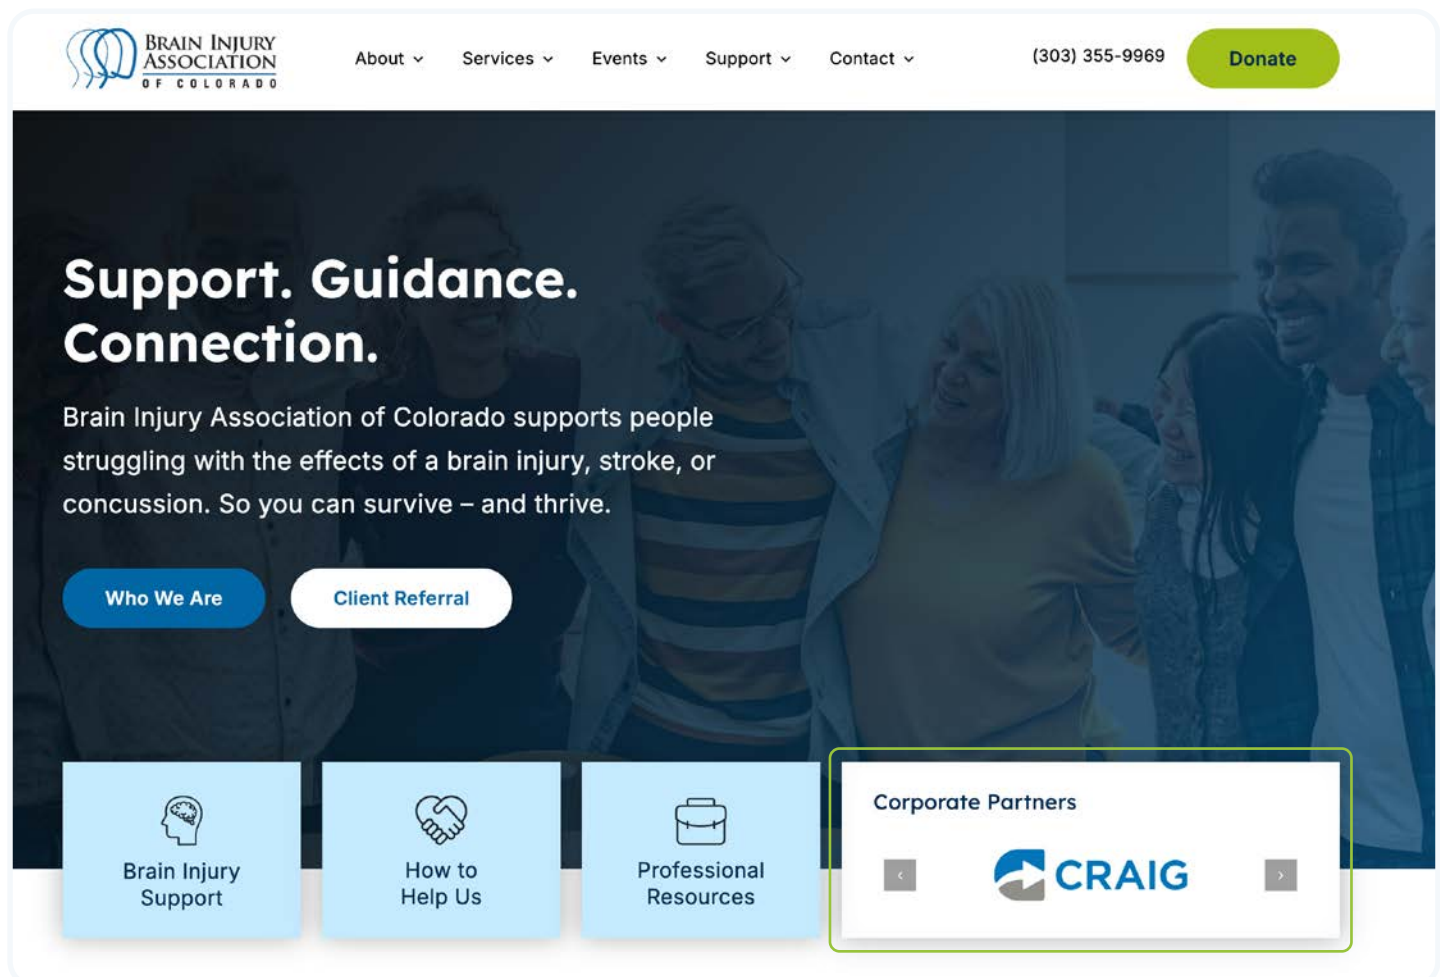 BRAIN INJURY
ASSOCIATION
OF COLORADO
About
Services
Events
Support
Contact
(303) 355-9969
Donate
Support. Guidance.
Connection.
Brain Injury Association of Colorado supports people
struggling with the effects of a brain injury, stroke, or
concussion. So you can survive – and thrive.
Who We Are
Client Referral
Brain Injury
Support
How to
Help Us
Professional
Resources
Corporate Partners
CRAIG